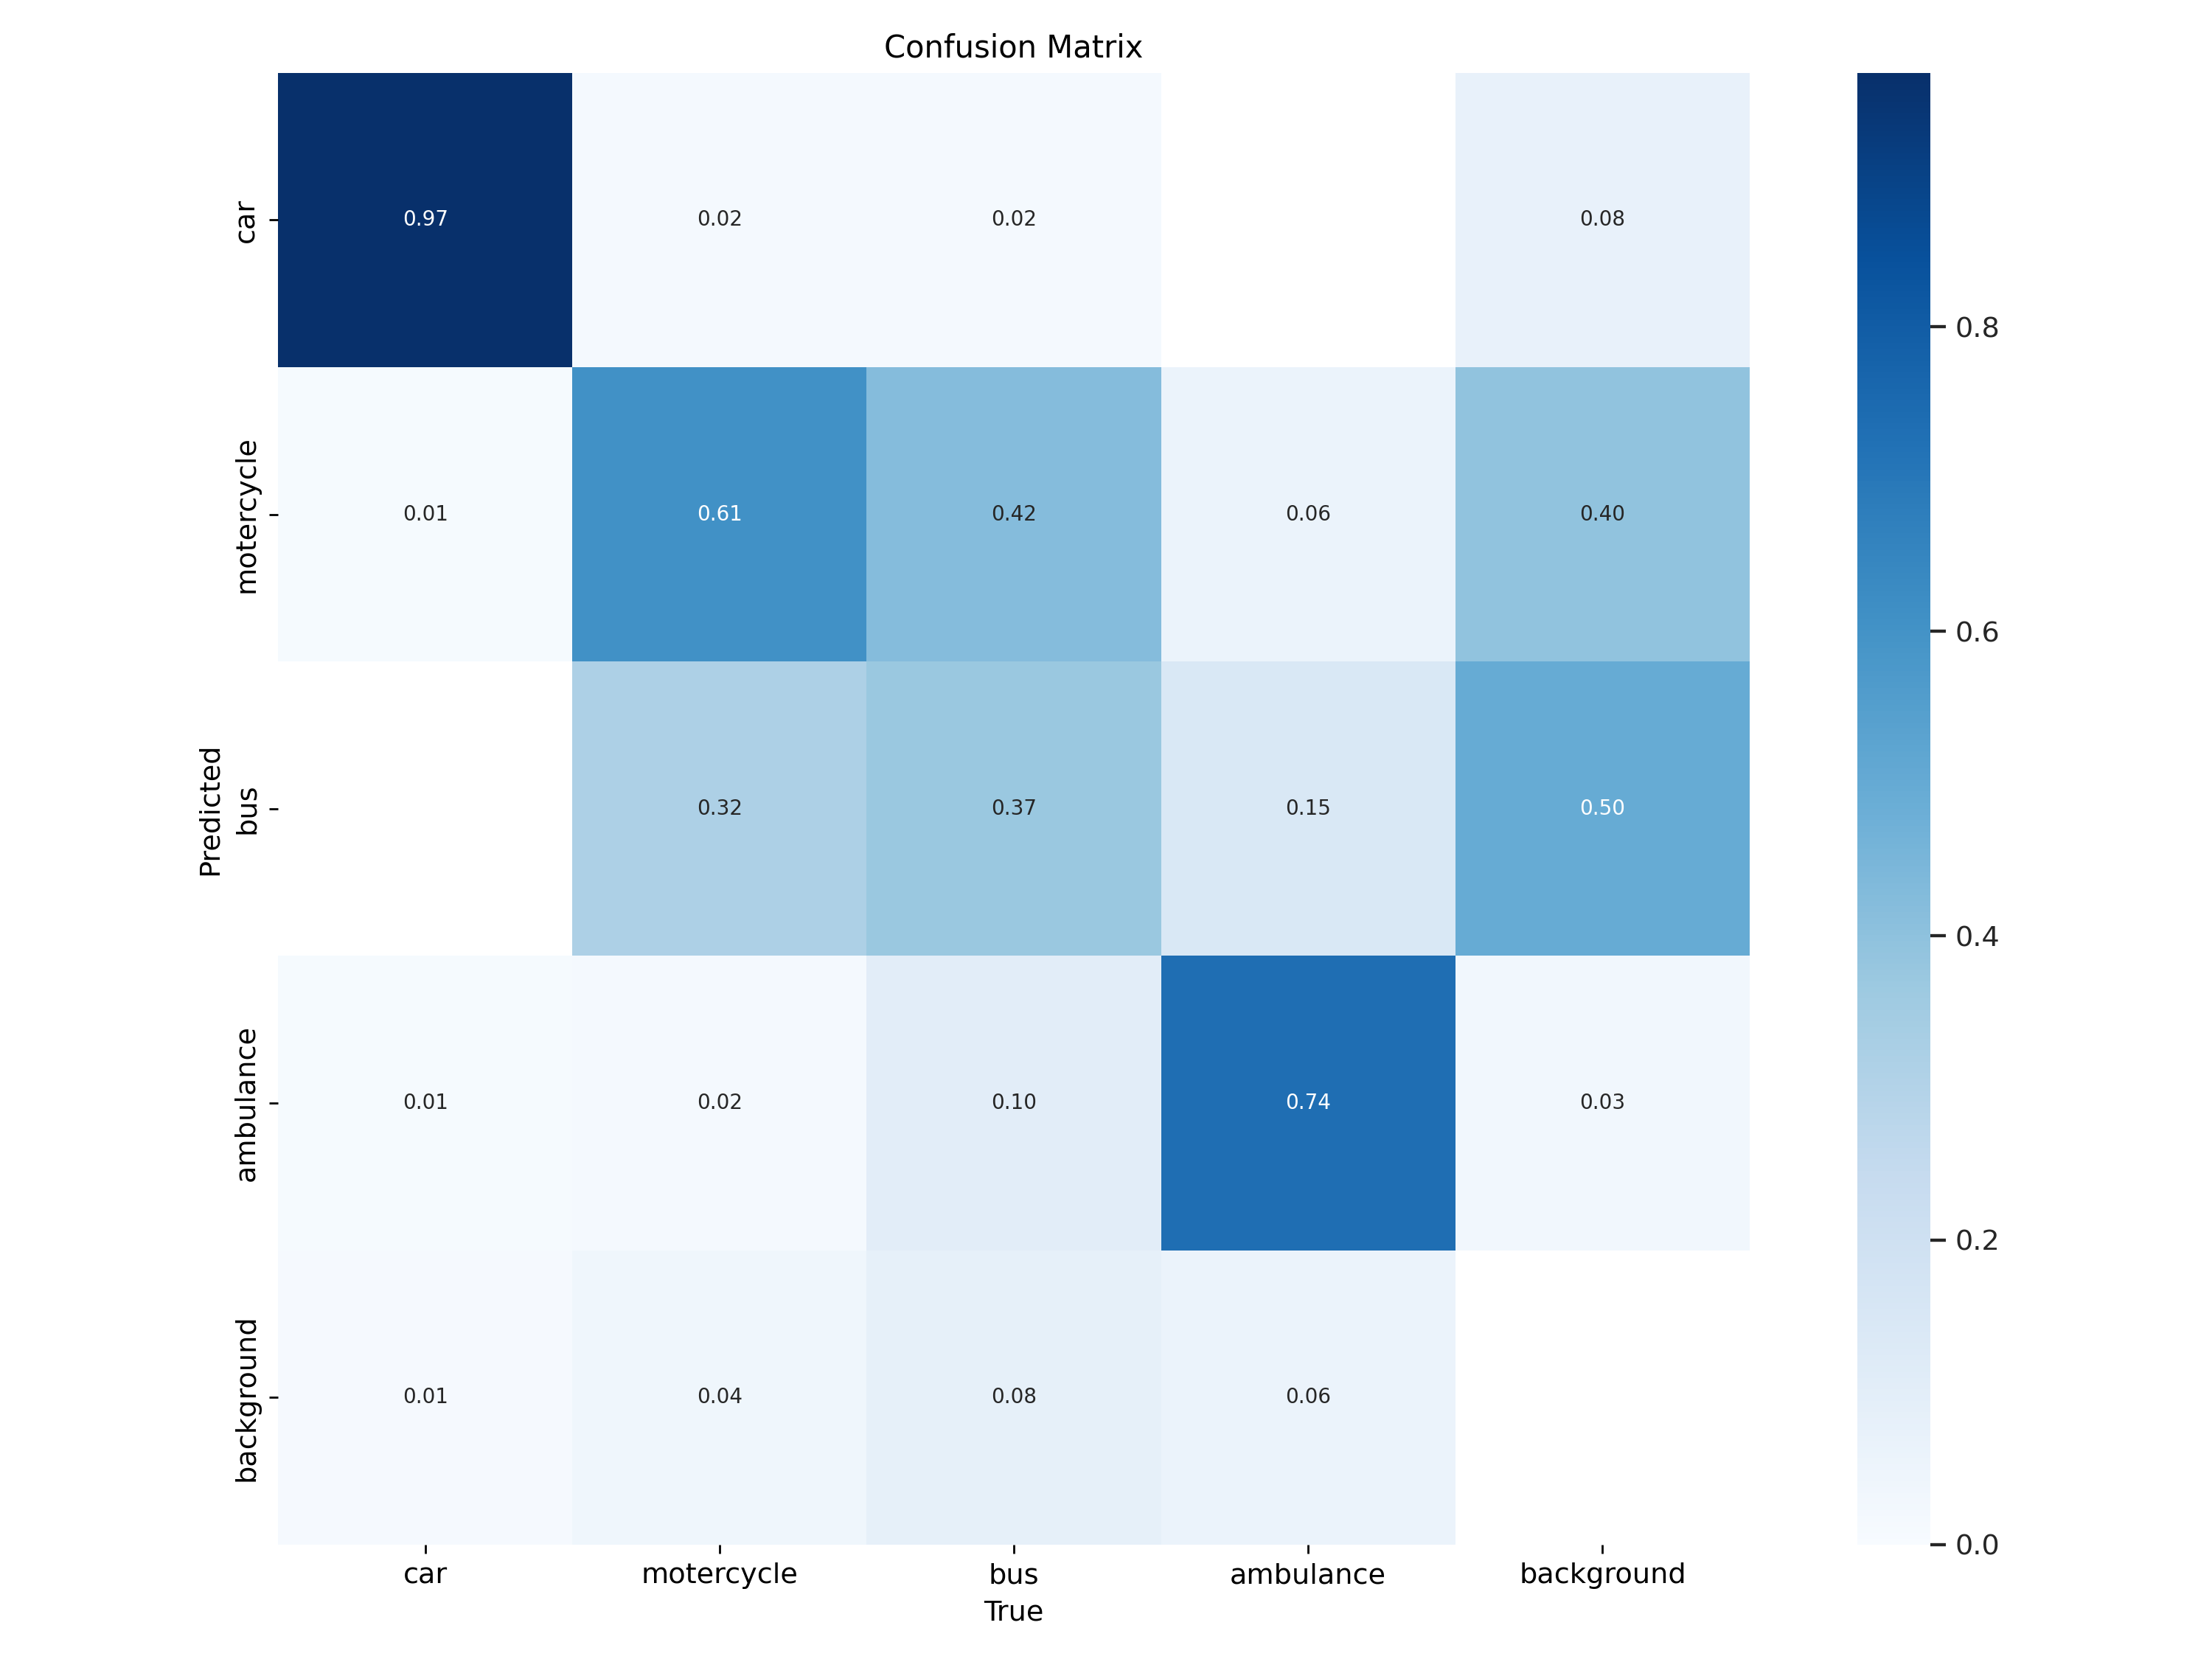 Confusion Matrix
car 0.97 0.02 0.02 0.08
0.8
motercycle 0.01 0.61 0.42 0.06 0.40
0.6
Predicted
bus 0.32 0.37 0.15 0.50
0.4
ambulance 0.01 0.02 0.10 0.74 0.03
0.2
background 0.01 0.04 0.08 0.06
0.0
car motercycle bus ambulance background
True